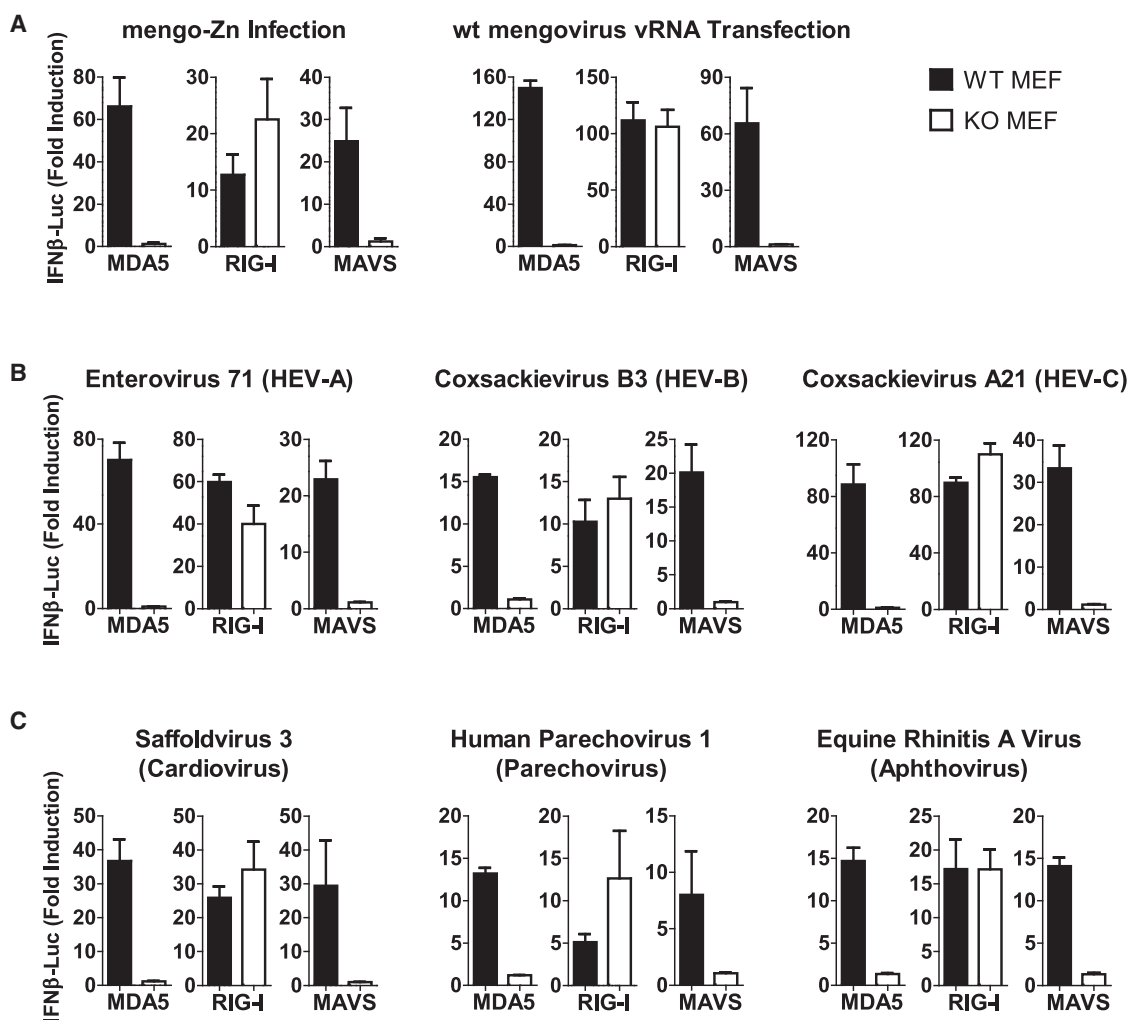 A
mengo-Zn Infection
wt mengovirus vRNA Transfection
WT MEF
KO MEF
IFNβ-Luc (Fold Induction)
80
60
40
20
0
MDA5
30
20
10
0
RIG-I
40
30
20
10
0
MAVS
160
120
80
40
0
MDA5
150
100
50
0
RIG-I
90
60
30
0
MAVS
B
Enterovirus 71 (HEV-A)
Coxsackievirus B3 (HEV-B)
Coxsackievirus A21 (HEV-C)
IFNβ-Luc (Fold Induction)
80
60
40
20
0
MDA5
80
60
40
20
0
RIG-I
30
20
10
0
MAVS
20
15
10
5
0
MDA5
20
15
10
5
0
RIG-I
25
20
15
10
5
0
MAVS
120
80
40
0
MDA5
120
80
40
0
RIG-I
40
30
20
10
0
MAVS
C
Saffoldvirus 3
(Cardiovirus)
Human Parechovirus 1
(Parechovirus)
Equine Rhinitis A Virus
(Aphthovirus)
IFNβ-Luc (Fold Induction)
50
40
30
20
10
0
MDA5
50
40
30
20
10
0
RIG-I
50
40
30
20
10
0
MAVS
20
15
10
5
0
MDA5
20
15
10
5
0
RIG-I
15
10
5
0
MAVS
20
15
10
5
0
MDA5
25
20
15
10
5
0
RIG-I
20
15
10
5
0
MAVS